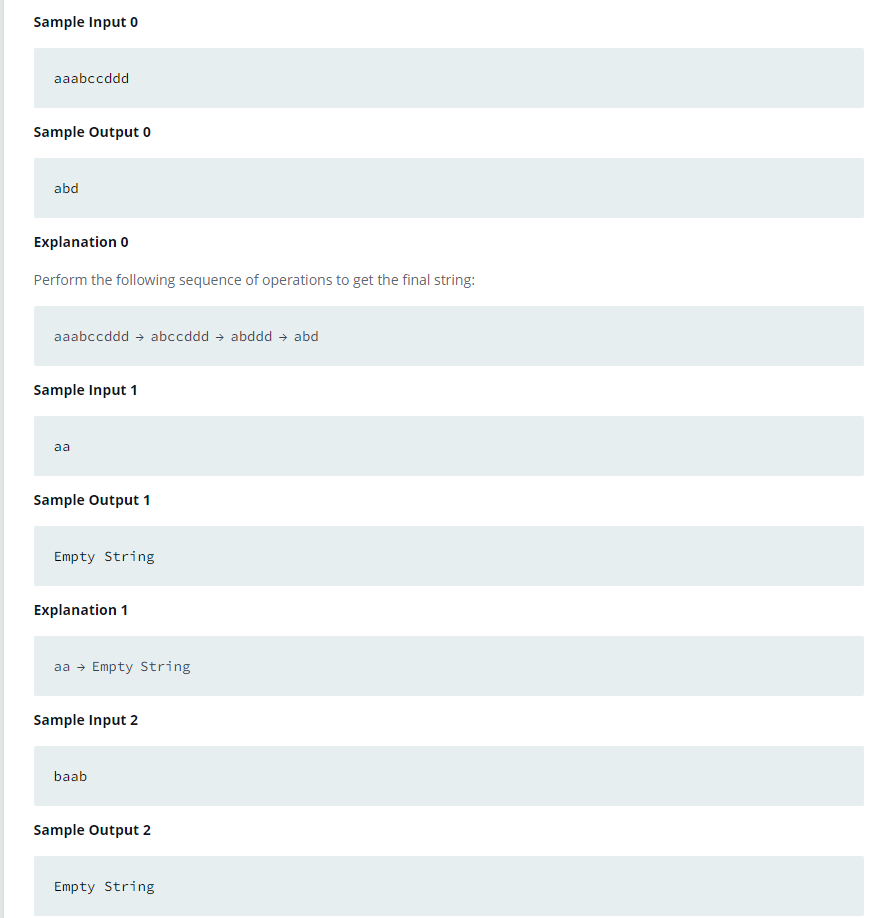 Sample Input 0
aaabccddd
Sample Output 0
abd
Explanation 0
Perform the following sequence of operations to get the final string:
aaabccddd → abccddd → abddd → abd
Sample Input 1
aa
Sample Output 1
Empty String
Explanation 1
aa → Empty String
Sample Input 2
baab
Sample Output 2
Empty String